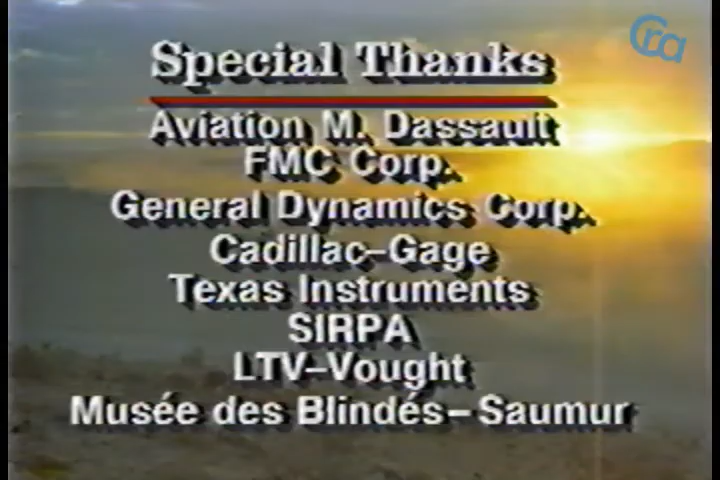 Cra
Special Thanks
Aviation M. Dassault
FMC Corp.
General Dynamics Corp.
Cadillac–Gage
Texas Instruments
SIRPA
LTV–Vought
Musée des Blindés–Saumur